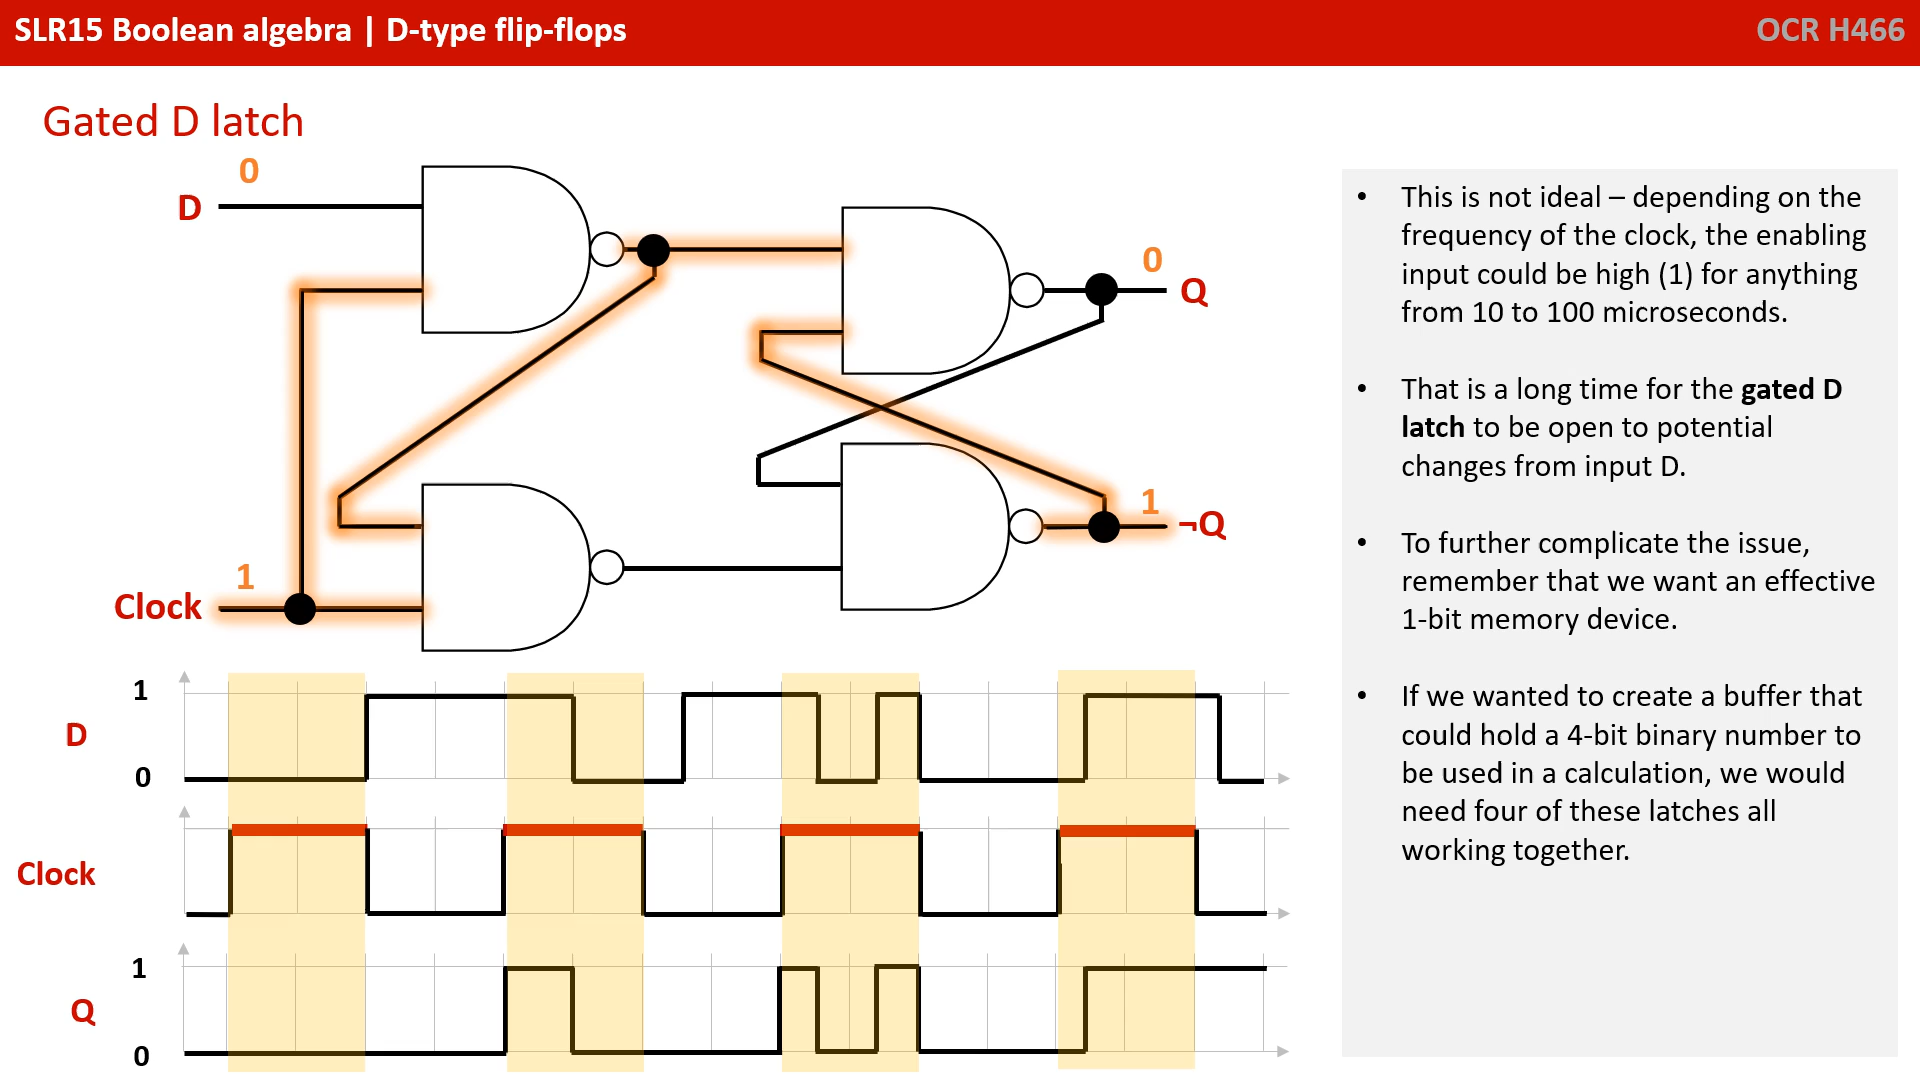 SLR15 Boolean algebra | D-type flip-flops
OCR H466
Gated D latch
0
D
0
Q
1
¬Q
1
Clock
• This is not ideal – depending on the
frequency of the clock, the enabling
input could be high (1) for anything
from 10 to 100 microseconds.
• That is a long time for the gated D
latch to be open to potential
changes from input D.
• To further complicate the issue,
remember that we want an effective
1-bit memory device.
• If we wanted to create a buffer that
could hold a 4-bit binary number to
be used in a calculation, we would
need four of these latches all
working together.
1
D
0
Clock
1
Q
0